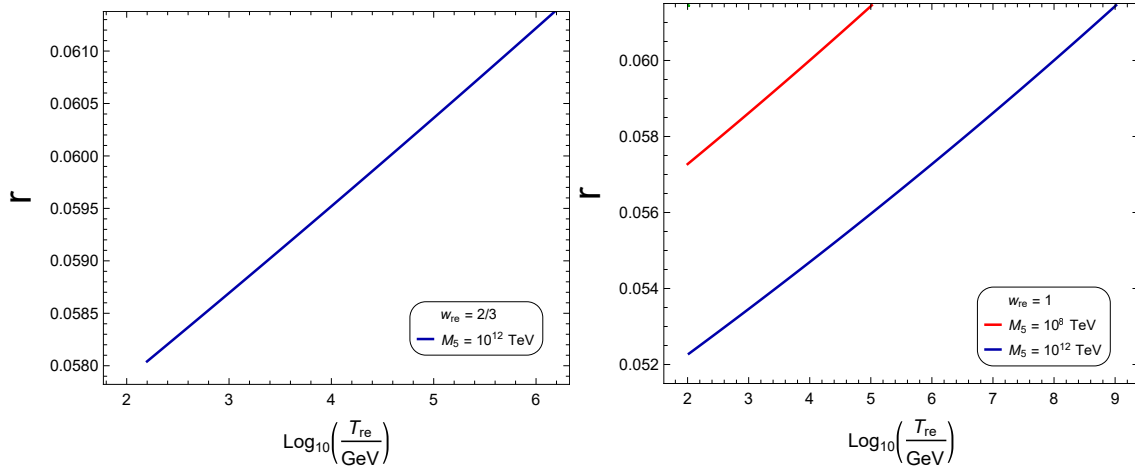 0.0610
0.0605
0.0600
0.0595
0.0590
0.0585
0.0580
r
2 3 4 5 6
Log10(Tre/GeV)
wre = 2/3
M5 = 10^12 TeV
0.060
0.058
0.056
0.054
0.052
r
2 3 4 5 6 7 8 9
Log10(Tre/GeV)
wre = 1
M5 = 10^8 TeV
M5 = 10^12 TeV